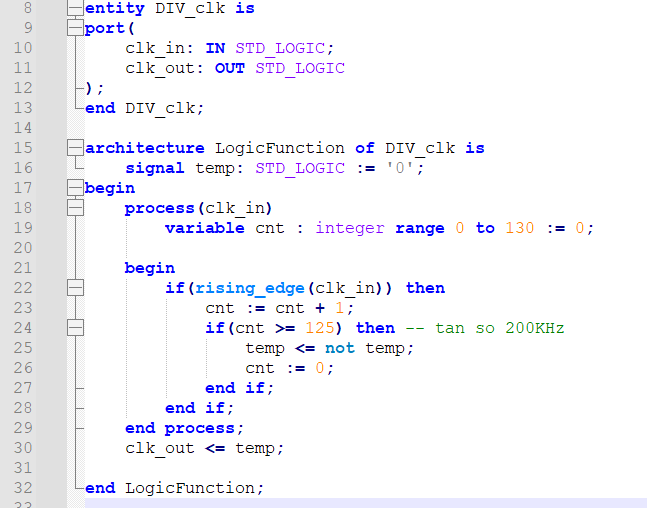 8 entity DIV_clk is
9 port(
10 clk_in: IN STD_LOGIC;
11 clk_out: OUT STD_LOGIC
12 );
13 end DIV_clk;
14
15 architecture LogicFunction of DIV_clk is
16 signal temp: STD_LOGIC := '0';
17 begin
18 process(clk_in)
19 variable cnt : integer range 0 to 130 := 0;
20
21 begin
22 if(rising_edge(clk_in)) then
23 cnt := cnt + 1;
24 if(cnt >= 125) then -- tan so 200KHz
25 temp <= not temp;
26 cnt := 0;
27 end if;
28 end if;
29 end process;
30 clk_out <= temp;
31
32 end LogicFunction;
33